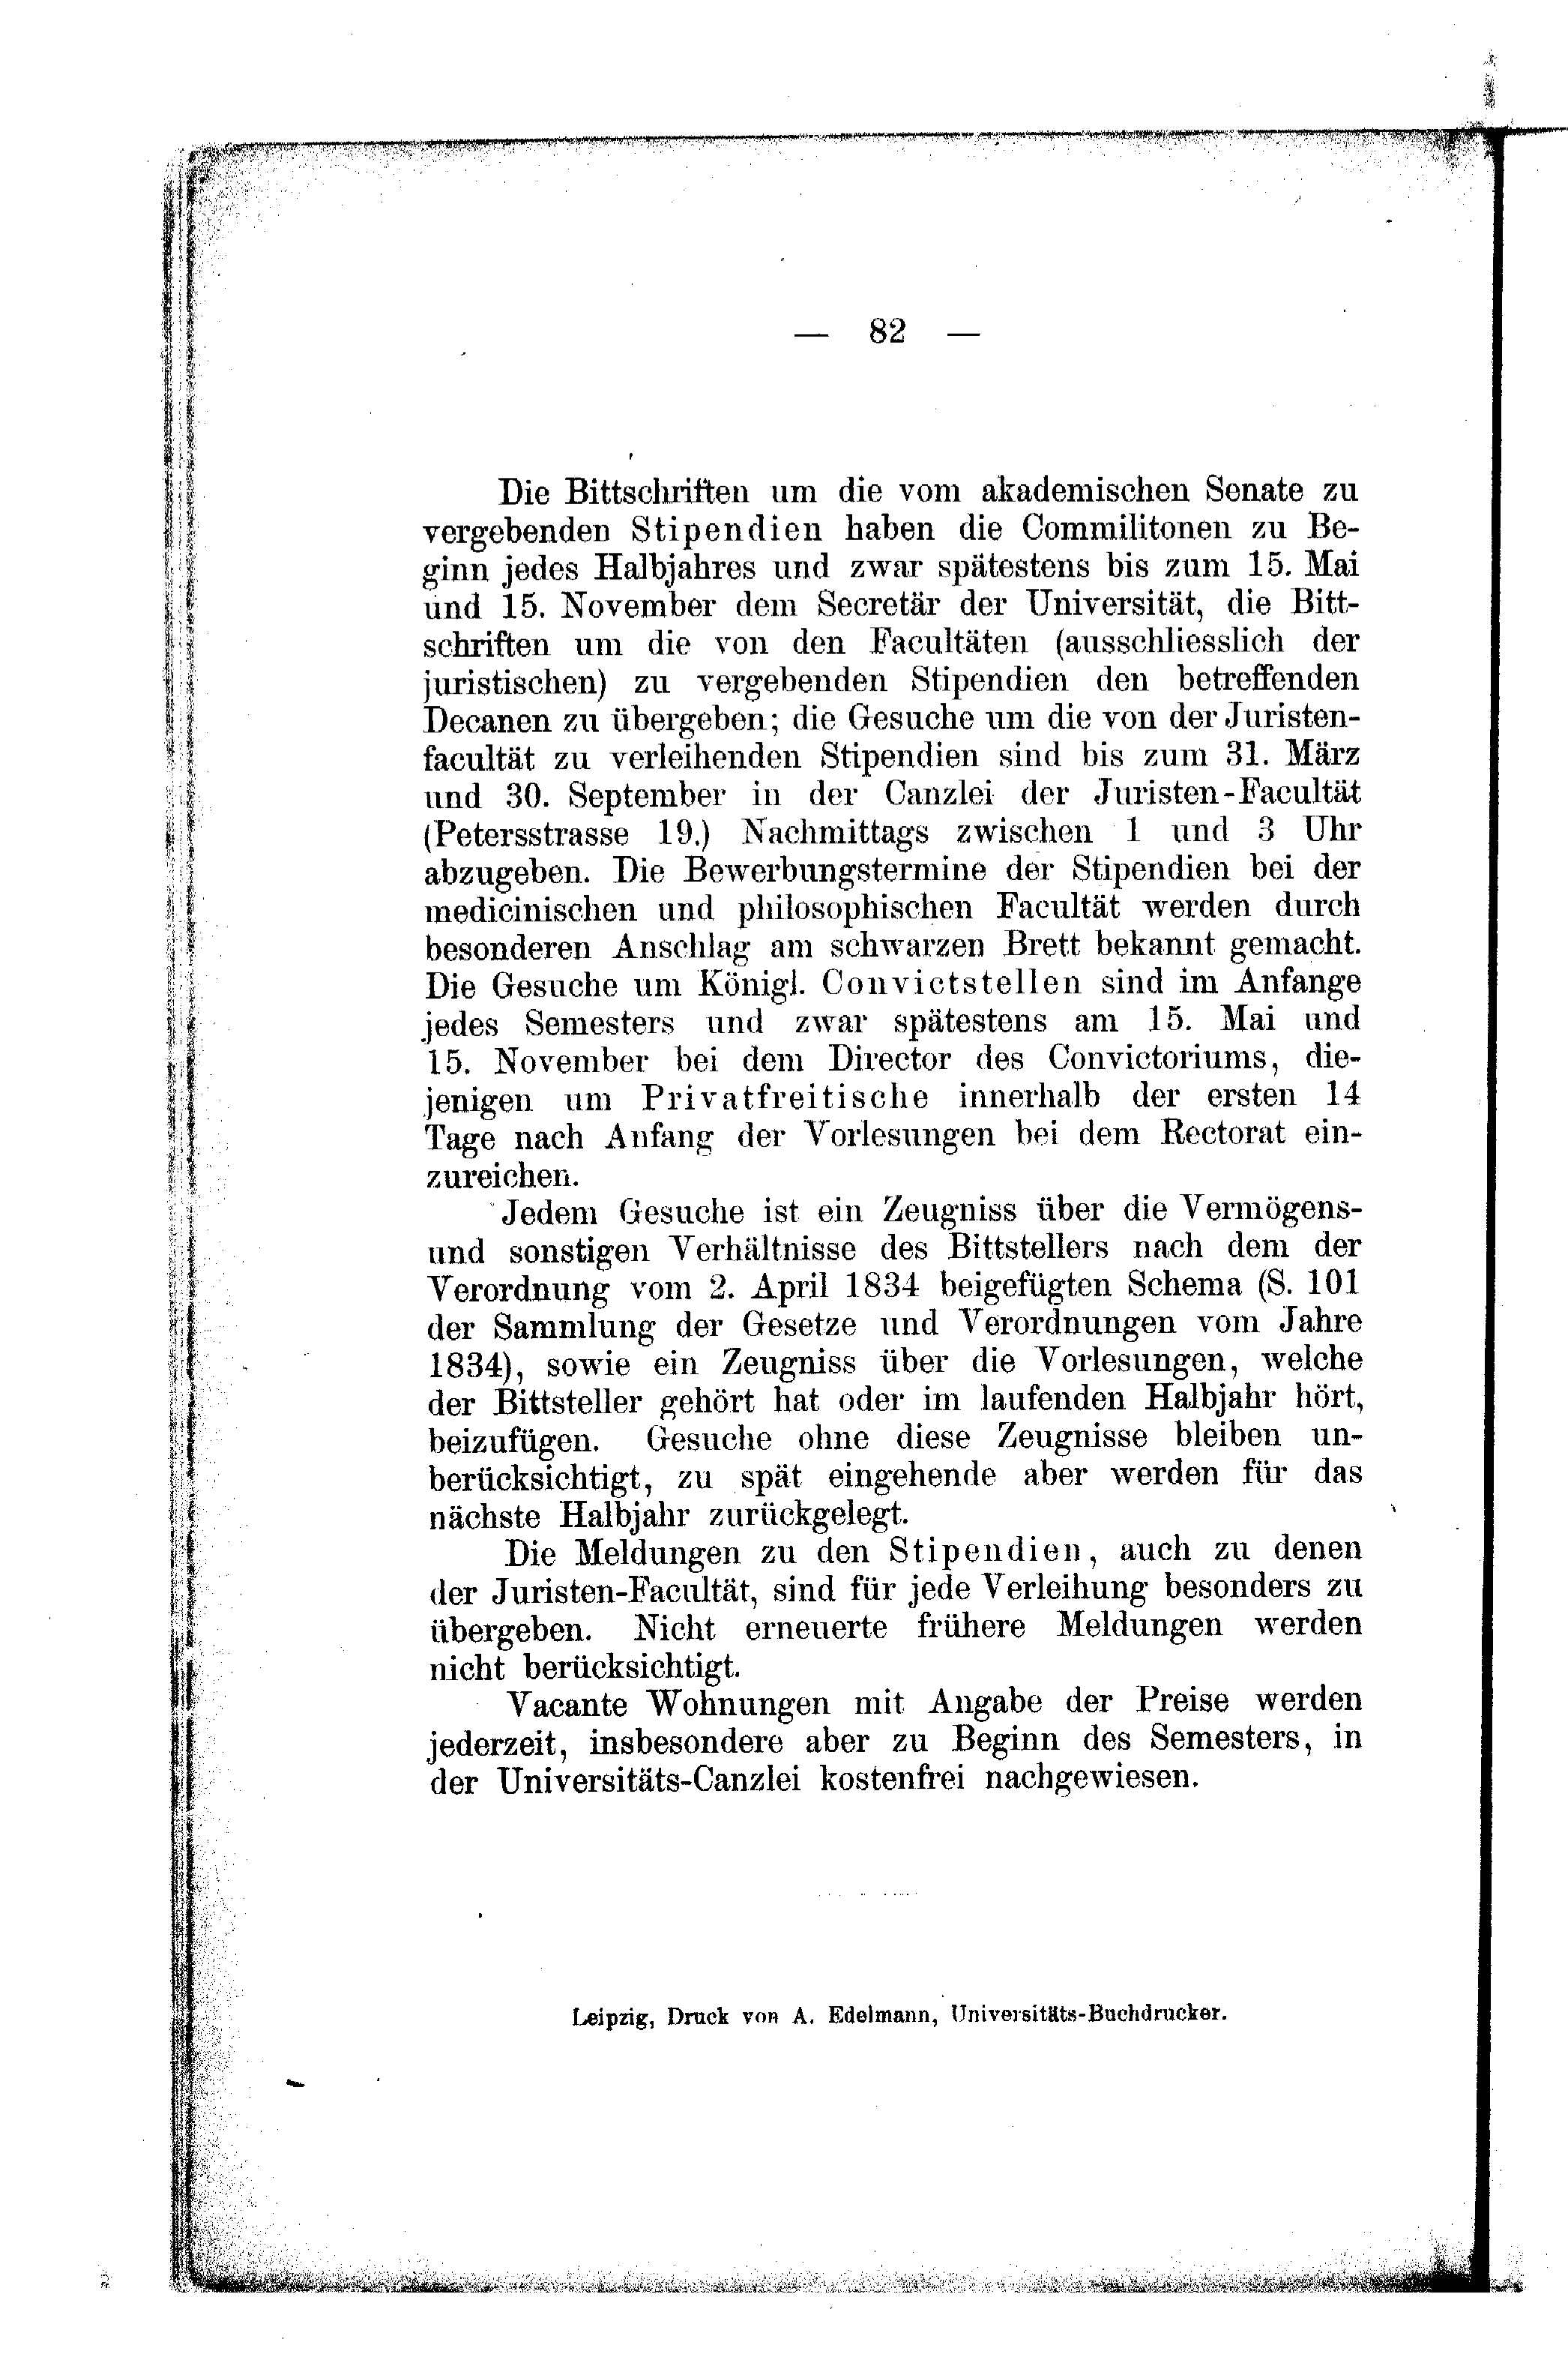 — 82 —
Die Bittschriften um die vom akademischen Senate zu
vergebenden Stipendien haben die Commilitonen zu Be-
ginn jedes Halbjahres und zwar spätestens bis zum 15. Mai
und 15. November dem Secretär der Universität, die Bitt-
schriften um die von den Facultäten (ausschliesslich der
juristischen) zu vergebenden Stipendien den betreffenden
Decanen zu übergeben; die Gesuche um die von der Juristen-
facultät zu verleihenden Stipendien sind bis zum 31. März
und 30. September in der Canzlei der Juristen-Facultät
(Petersstrasse 19.) Nachmittags zwischen 1 und 3 Uhr
abzugeben. Die Bewerbungstermine der Stipendien bei der
medicinischen und philosophischen Facultät werden durch
besonderen Anschlag am schwarzen Brett bekannt gemacht.
Die Gesuche um Königl. Convictstellen sind im Anfange
jedes Semesters und zwar spätestens am 15. Mai und
15. November bei dem Director des Convictoriums, die-
jenigen um Privatfreitische innerhalb der ersten 14
Tage nach Anfang der Vorlesungen bei dem Rectorat ein-
zureichen.
Jedem Gesuche ist ein Zeugniss über die Vermögens-
und sonstigen Verhältnisse des Bittstellers nach dem der
Verordnung vom 2. April 1834 beigefügten Schema (S. 101
der Sammlung der Gesetze und Verordnungen vom Jahre
1834), sowie ein Zeugniss über die Vorlesungen, welche
der Bittsteller gehört hat oder im laufenden Halbjahr hört,
beizufügen. Gesuche ohne diese Zeugnisse bleiben un-
berücksichtigt, zu spät eingehende aber werden für das
nächste Halbjahr zurückgelegt.
Die Meldungen zu den Stipendien, auch zu denen
der Juristen-Facultät, sind für jede Verleihung besonders zu
übergeben. Nicht erneuerte frühere Meldungen werden
nicht berücksichtigt.
Vacante Wohnungen mit Angabe der Preise werden
jederzeit, insbesondere aber zu Beginn des Semesters, in
der Universitäts-Canzlei kostenfrei nachgewiesen.
Leipzig, Druck von A. Edelmann, Universitäts-Buchdrucker.